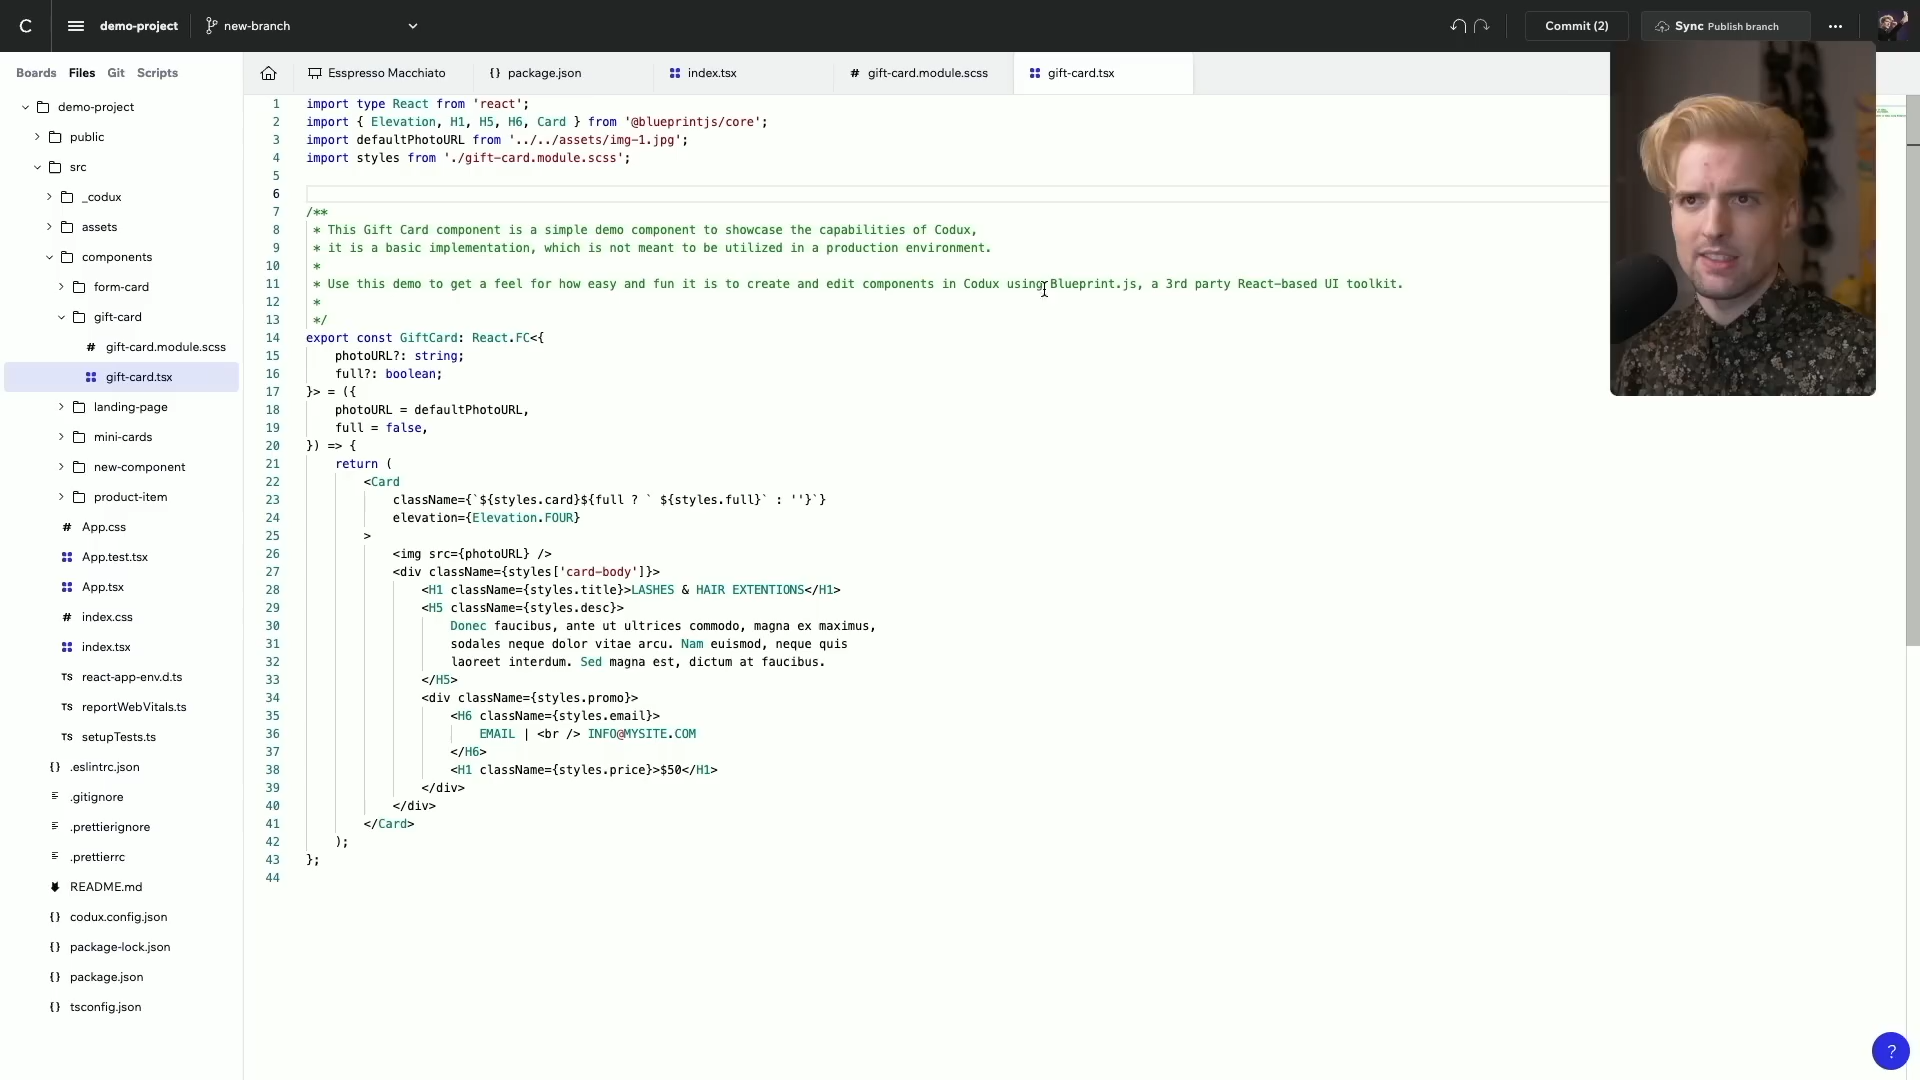 C
demo-project
new-branch
Commit (2)
Sync Publish branch
Boards Files Git Scripts
Espresso Macchiato
{} package.json
index.tsx
# gift-card.module.scss
gift-card.tsx
demo-project
public
src
_codux
assets
components
form-card
gift-card
# gift-card.module.scss
gift-card.tsx
landing-page
mini-cards
new-component
product-item
# App.css
App.test.tsx
App.tsx
# index.css
index.tsx
TS react-app-env.d.ts
TS reportWebVitals.ts
TS setupTests.ts
{} .eslintrc.json
.gitignore
.prettierignore
.prettierrc
README.md
{} codux.config.json
{} package-lock.json
{} package.json
{} tsconfig.json
1 import type React from 'react';
2 import { Elevation, H1, H5, H6, Card } from '@blueprintjs/core';
3 import defaultPhotoURL from '../../assets/img-1.jpg';
4 import styles from './gift-card.module.scss';
5
6
7 /**
8 * This Gift Card component is a simple demo component to showcase the capabilities of Codux,
9 * it is a basic implementation, which is not meant to be utilized in a production environment.
10 *
11 * Use this demo to get a feel for how easy and fun it is to create and edit components in Codux using Blueprint.js, a 3rd party React-based UI toolkit.
12 *
13 */
14 export const GiftCard: React.FC<{
15 photoURL?: string;
16 full?: boolean;
17 }> = ({
18 photoURL = defaultPhotoURL,
19 full = false,
20 }) => {
21 return (
22 <Card
23 className={`${styles.card}${full ? ` ${styles.full}` : ''}`}
24 elevation={Elevation.FOUR}
25 >
26 <img src={photoURL} />
27 <div className={styles['card-body']}>
28 <H1 className={styles.title}>LASHES & HAIR EXTENTIONS</H1>
29 <H5 className={styles.desc}>
30 Donec faucibus, ante ut ultrices commodo, magna ex maximus,
31 sodales neque dolor vitae arcu. Nam euismod, neque quis
32 laoreet interdum. Sed magna est, dictum at faucibus.
33 </H5>
34 <div className={styles.promo}>
35 <H6 className={styles.email}>
36 EMAIL | <br /> INFO@MYSITE.COM
37 </H6>
38 <H1 className={styles.price}>$50</H1>
39 </div>
40 </div>
41 </Card>
42 );
43 };
44
?